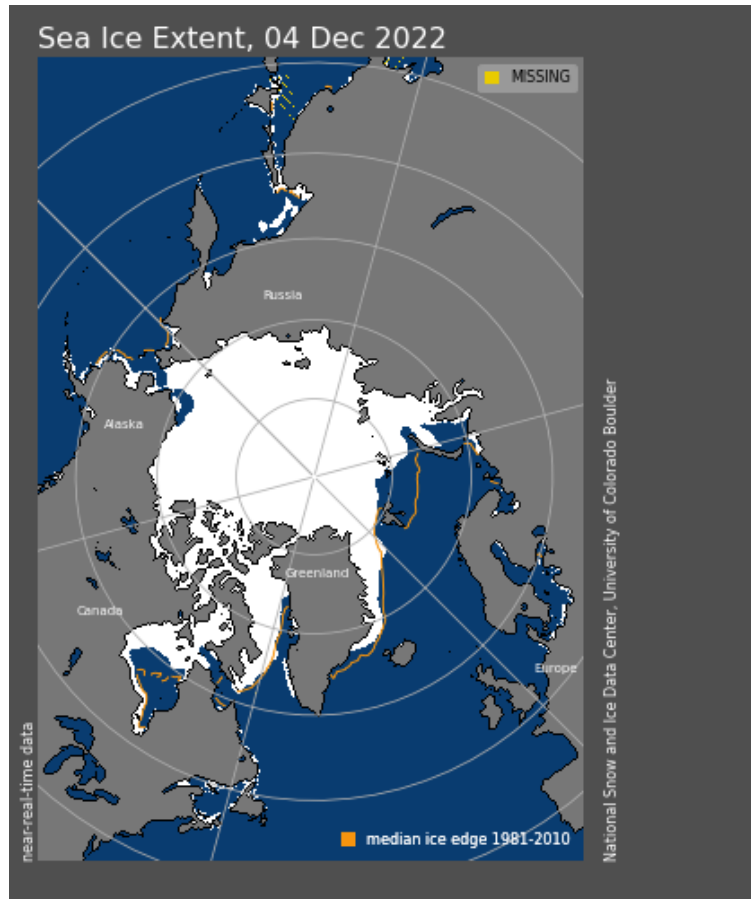 Sea Ice Extent, 04 Dec 2022
MISSING
Russia
Alaska
Greenland
Canada
Europe
near-real-time data
National Snow and Ice Data Center, University of Colorado Boulder
median ice edge 1981-2010